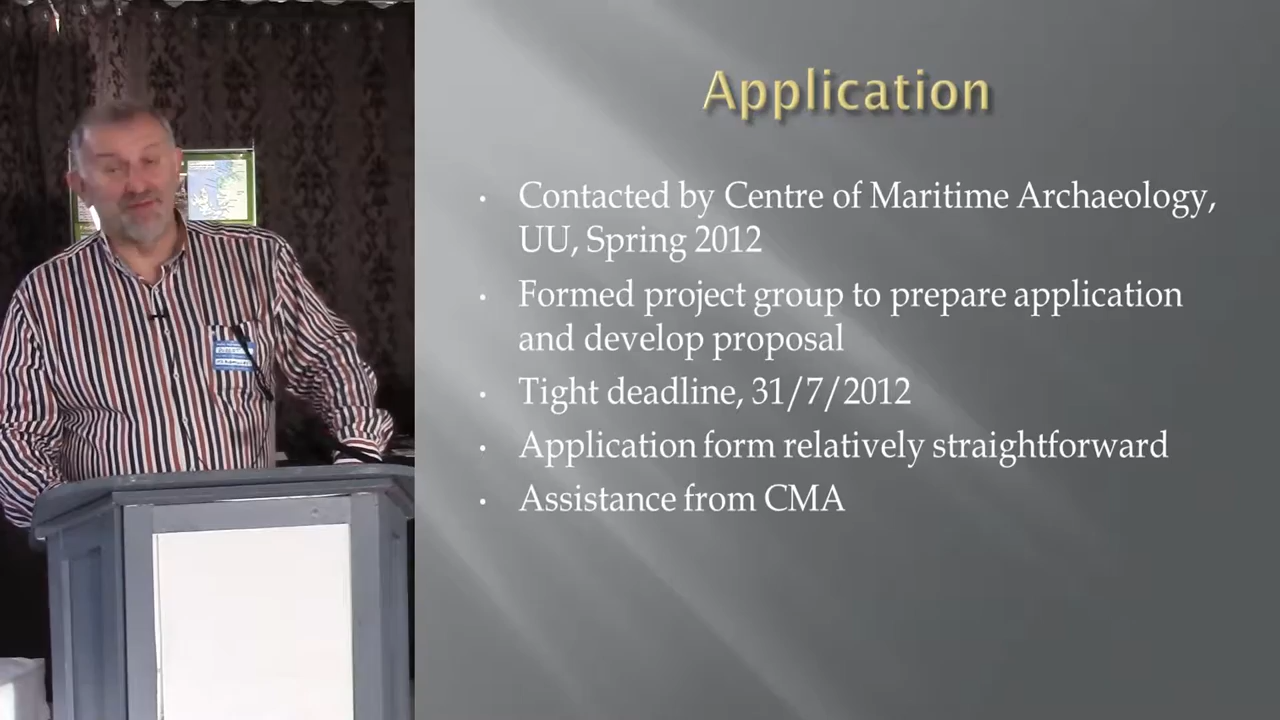 Application
• Contacted by Centre of Maritime Archaeology,
UU, Spring 2012
• Formed project group to prepare application
and develop proposal
• Tight deadline, 31/7/2012
• Application form relatively straightforward
• Assistance from CMA